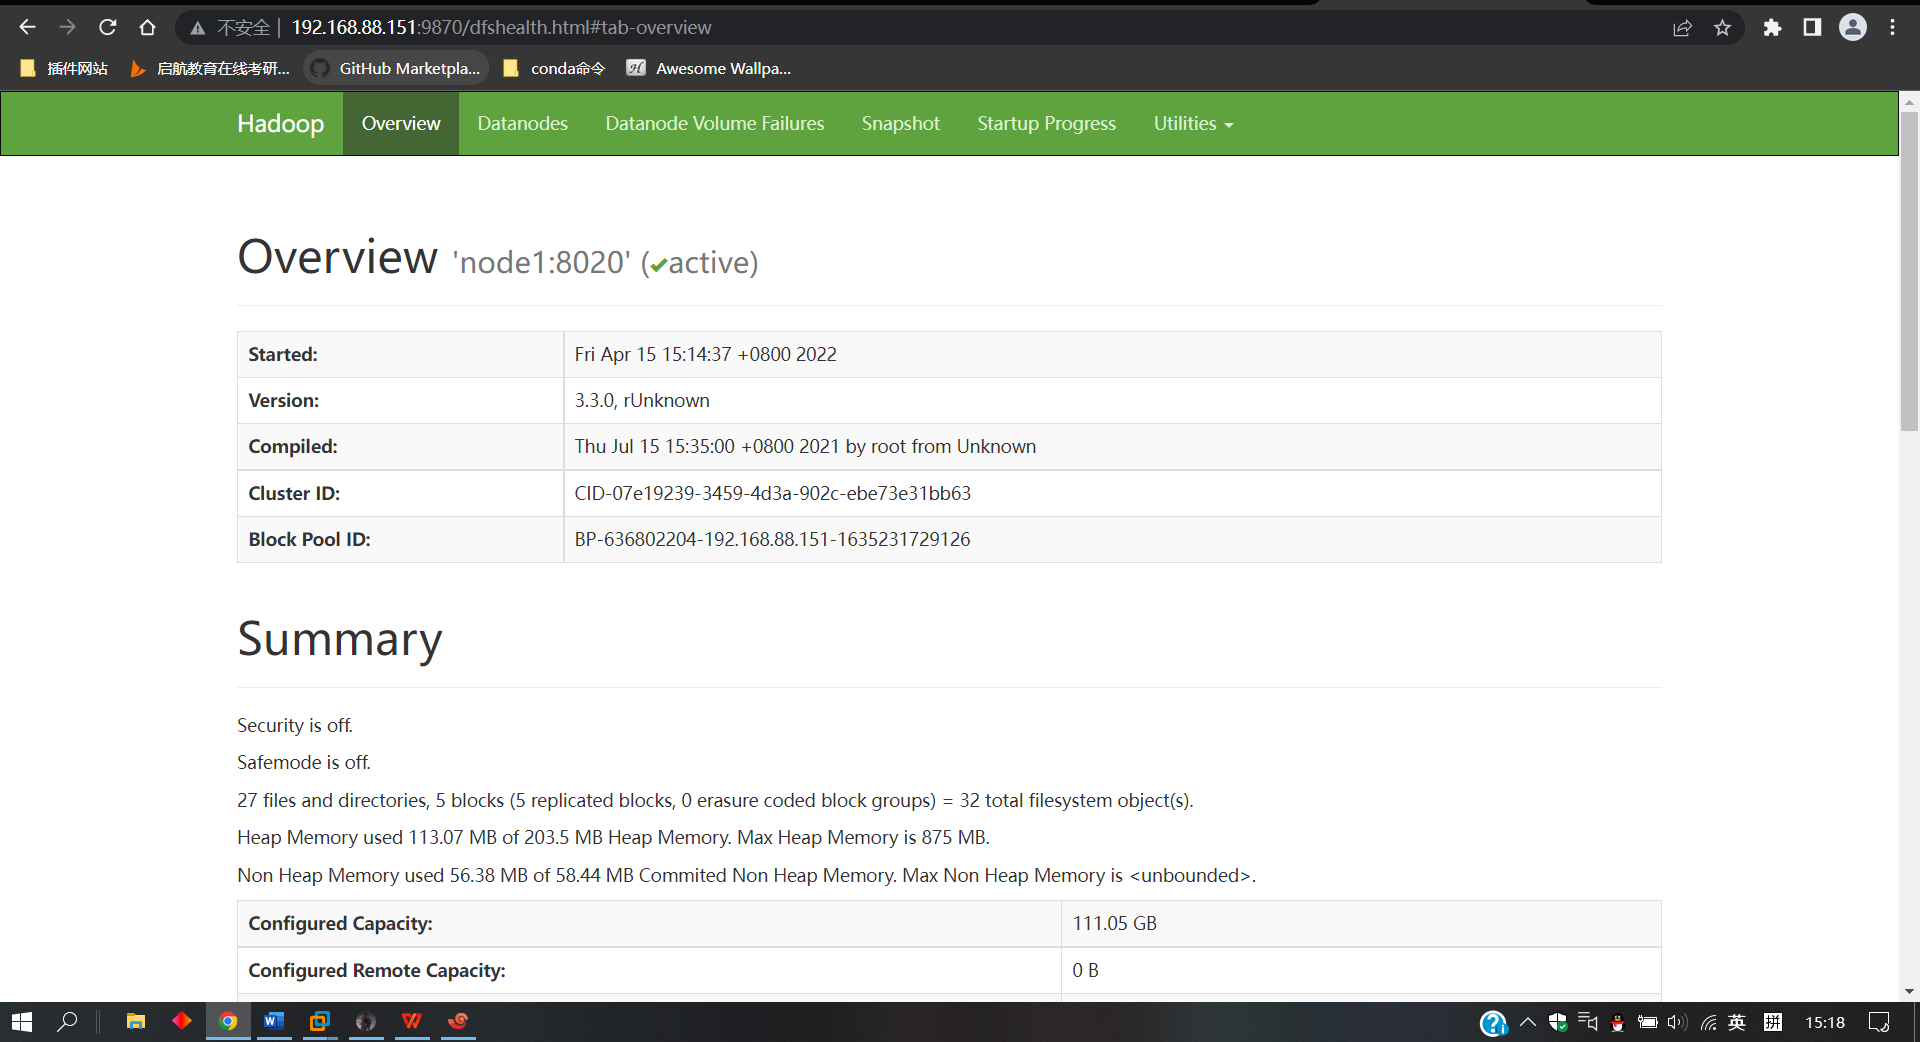 不安全 | 192.168.88.151:9870/dfshealth.html#tab-overview
插件网站 启航教育在线考研... GitHub Marketpla... conda命令 Awesome Wallpa...
Hadoop Overview Datanodes Datanode Volume Failures Snapshot Startup Progress Utilities
Overview 'node1:8020' (✔active)
Started: Fri Apr 15 15:14:37 +0800 2022
Version: 3.3.0, rUnknown
Compiled: Thu Jul 15 15:35:00 +0800 2021 by root from Unknown
Cluster ID: CID-07e19239-3459-4d3a-902c-ebe73e31bb63
Block Pool ID: BP-636802204-192.168.88.151-1635231729126
Summary
Security is off.
Safemode is off.
27 files and directories, 5 blocks (5 replicated blocks, 0 erasure coded block groups) = 32 total filesystem object(s).
Heap Memory used 113.07 MB of 203.5 MB Heap Memory. Max Heap Memory is 875 MB.
Non Heap Memory used 56.38 MB of 58.44 MB Commited Non Heap Memory. Max Non Heap Memory is <unbounded>.
Configured Capacity: 111.05 GB
Configured Remote Capacity: 0 B
英 拼 15:18